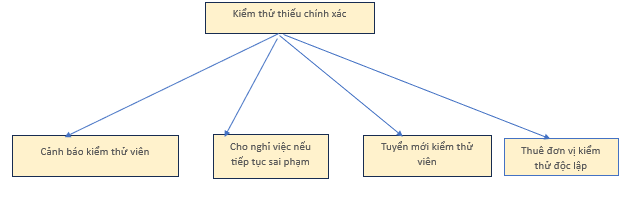 Kiểm thử thiếu chính xác
Cảnh báo kiểm thử viên
Cho nghỉ việc nếu
tiếp tục sai phạm
Tuyển mới kiểm thử
viên
Thuê đơn vị kiểm
thử độc lập